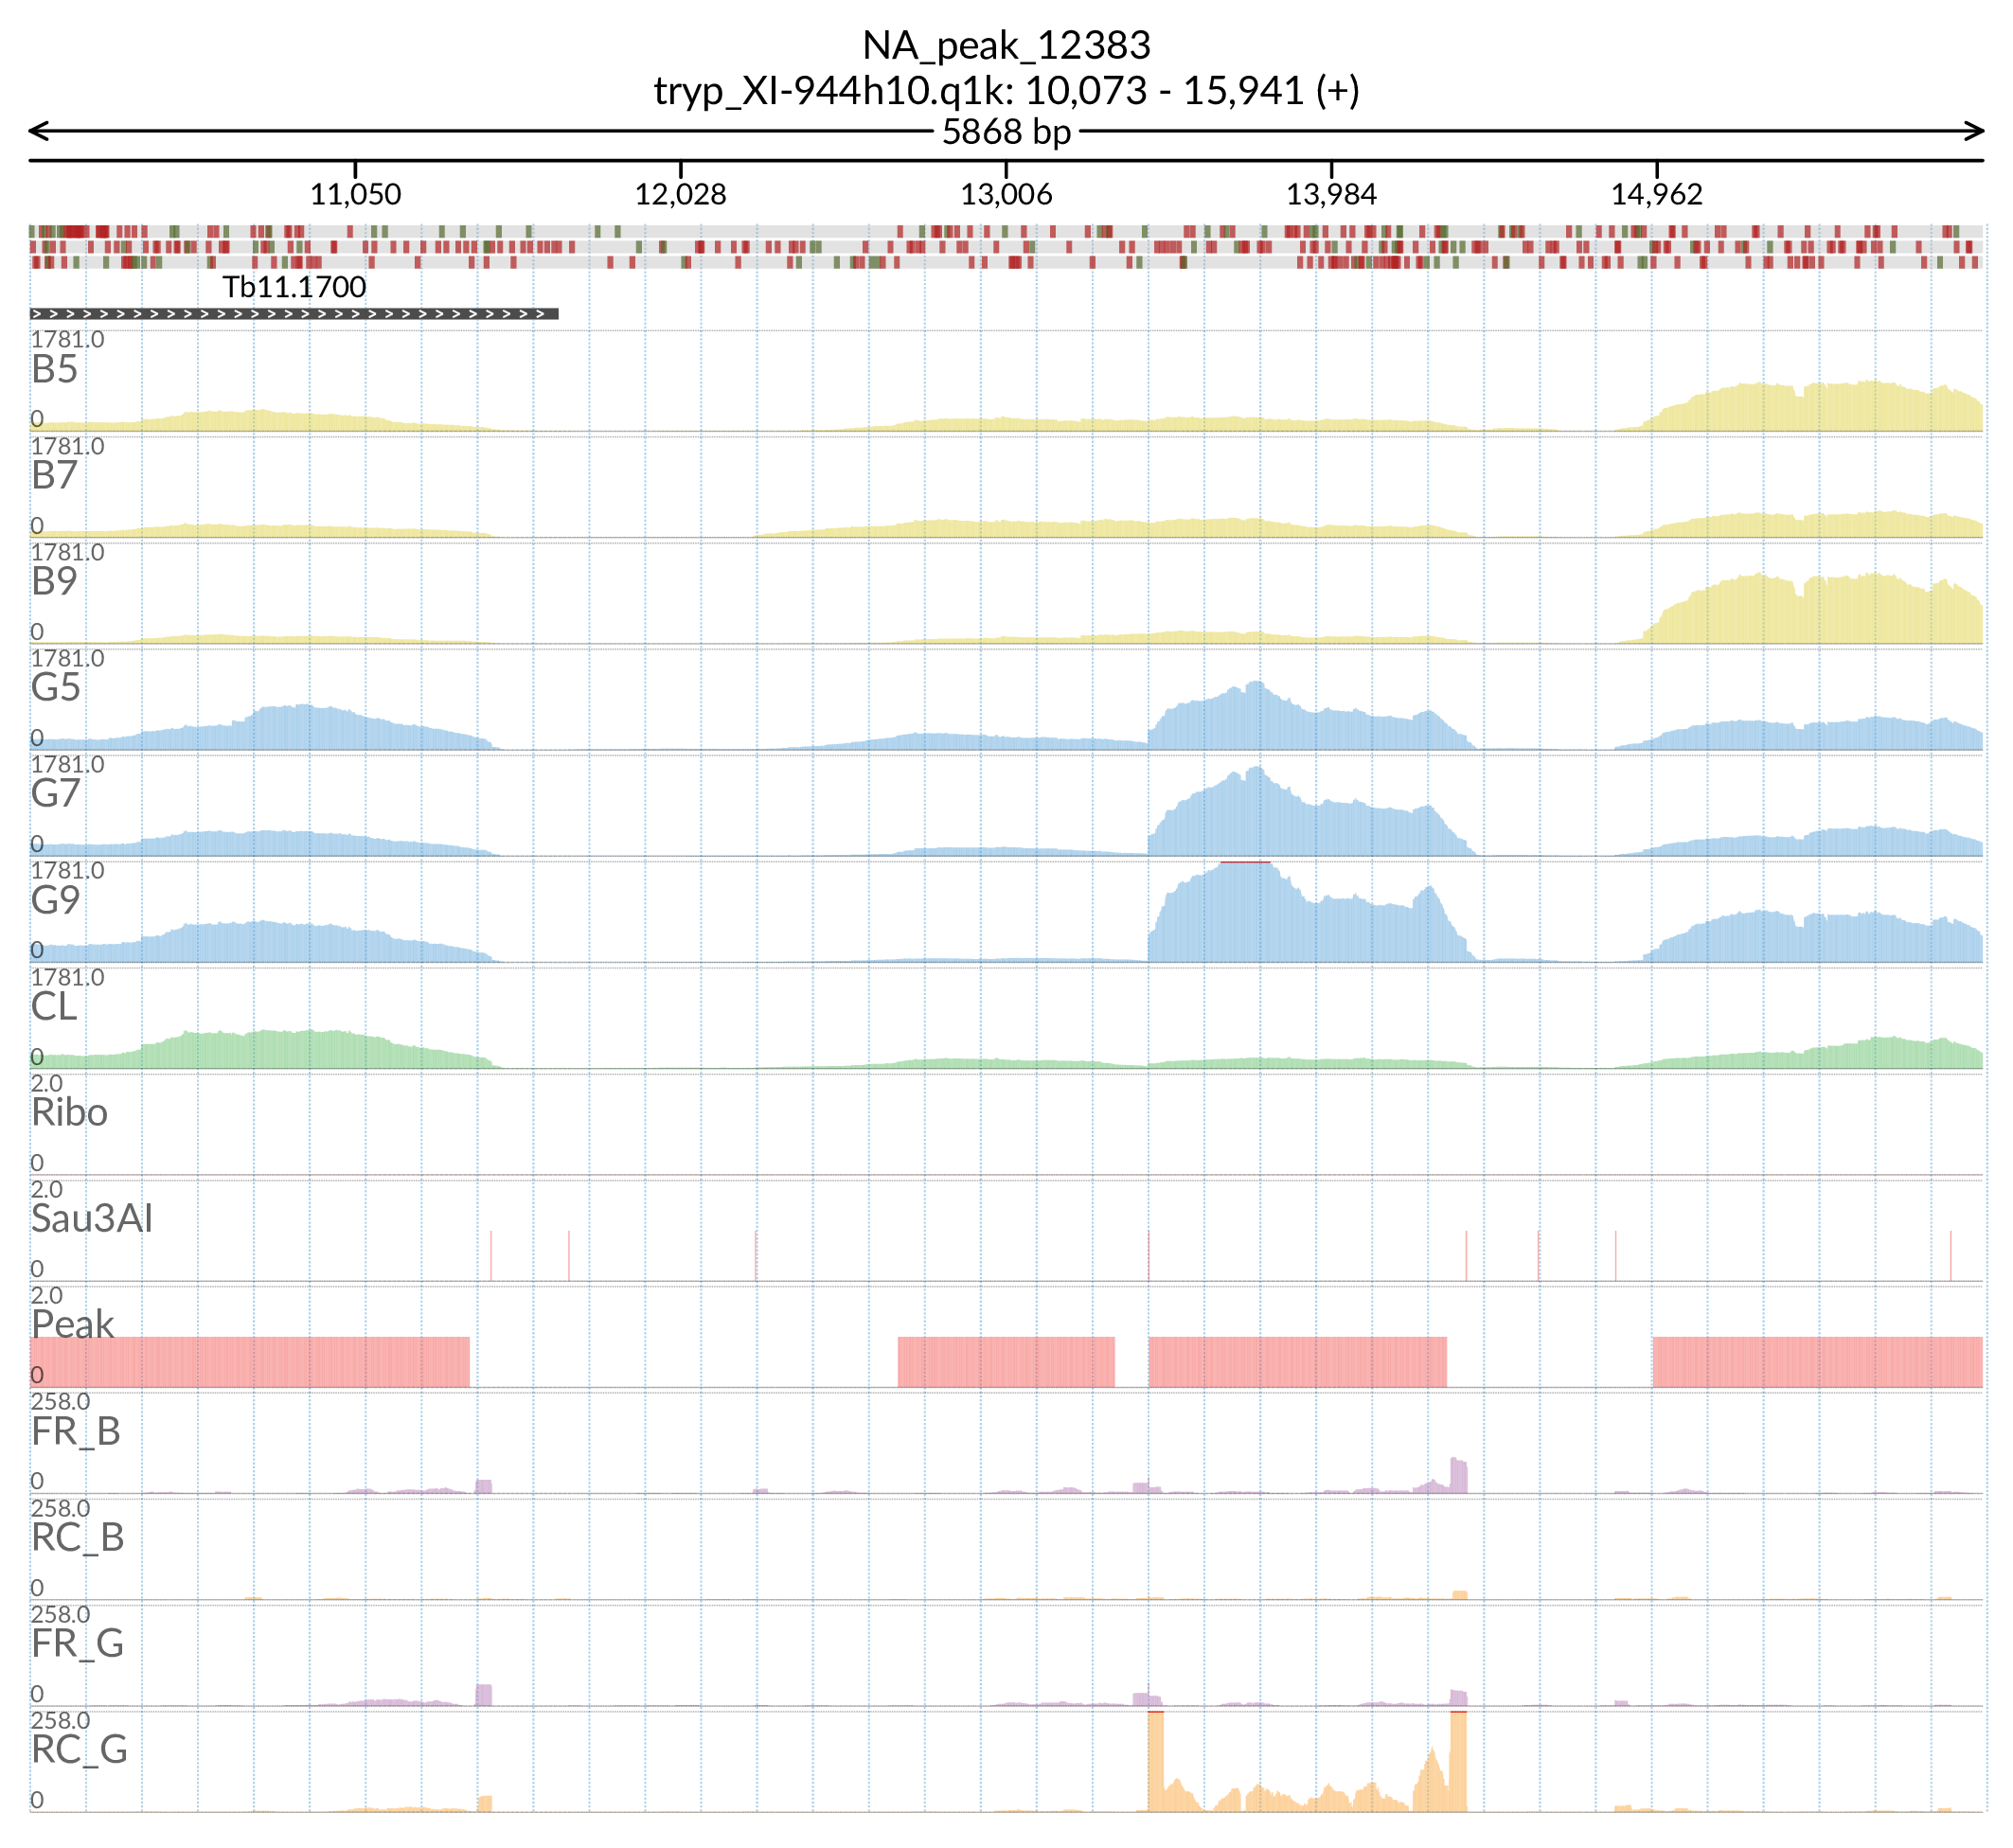 NA_peak_12383
tryp_XI-944h10.q1k: 10,073 - 15,941 (+)
5868 bp
11,050 12,028 13,006 13,984 14,962
Tb11.1700
1781.0
B5
0
1781.0
B7
0
1781.0
B9
0
1781.0
G5
0
1781.0
G7
0
1781.0
G9
0
1781.0
CL
0
2.0
Ribo
0
2.0
Sau3AI
0
2.0
Peak
0
258.0
FR_B
0
258.0
RC_B
0
258.0
FR_G
0
258.0
RC_G
0